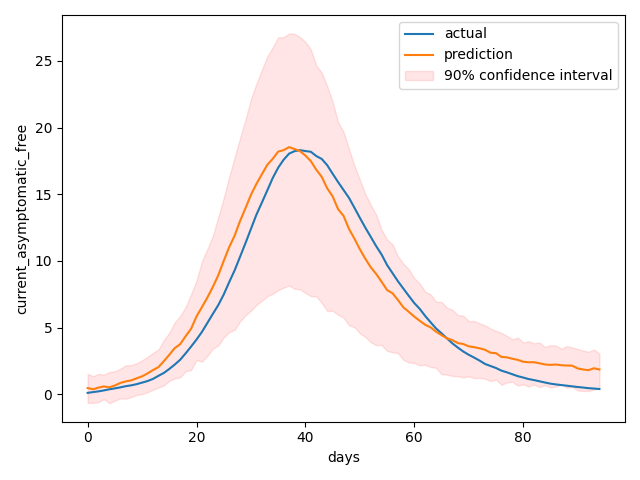 actual
prediction
90% confidence interval
current_asymptomatic_free
25
20
15
10
5
0
0 20 40 60 80
days